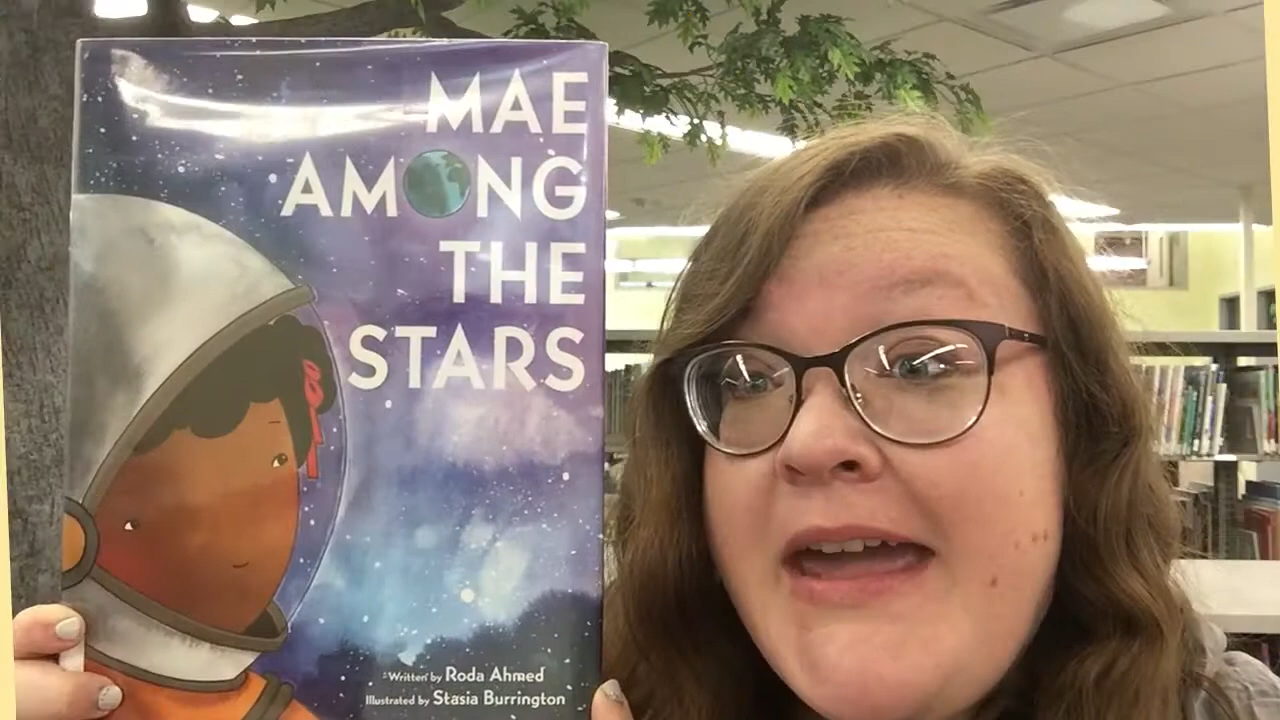 MAE
AMONG
THE
STARS
Written by Roda Ahmed
Illustrated by Stasia Burrington